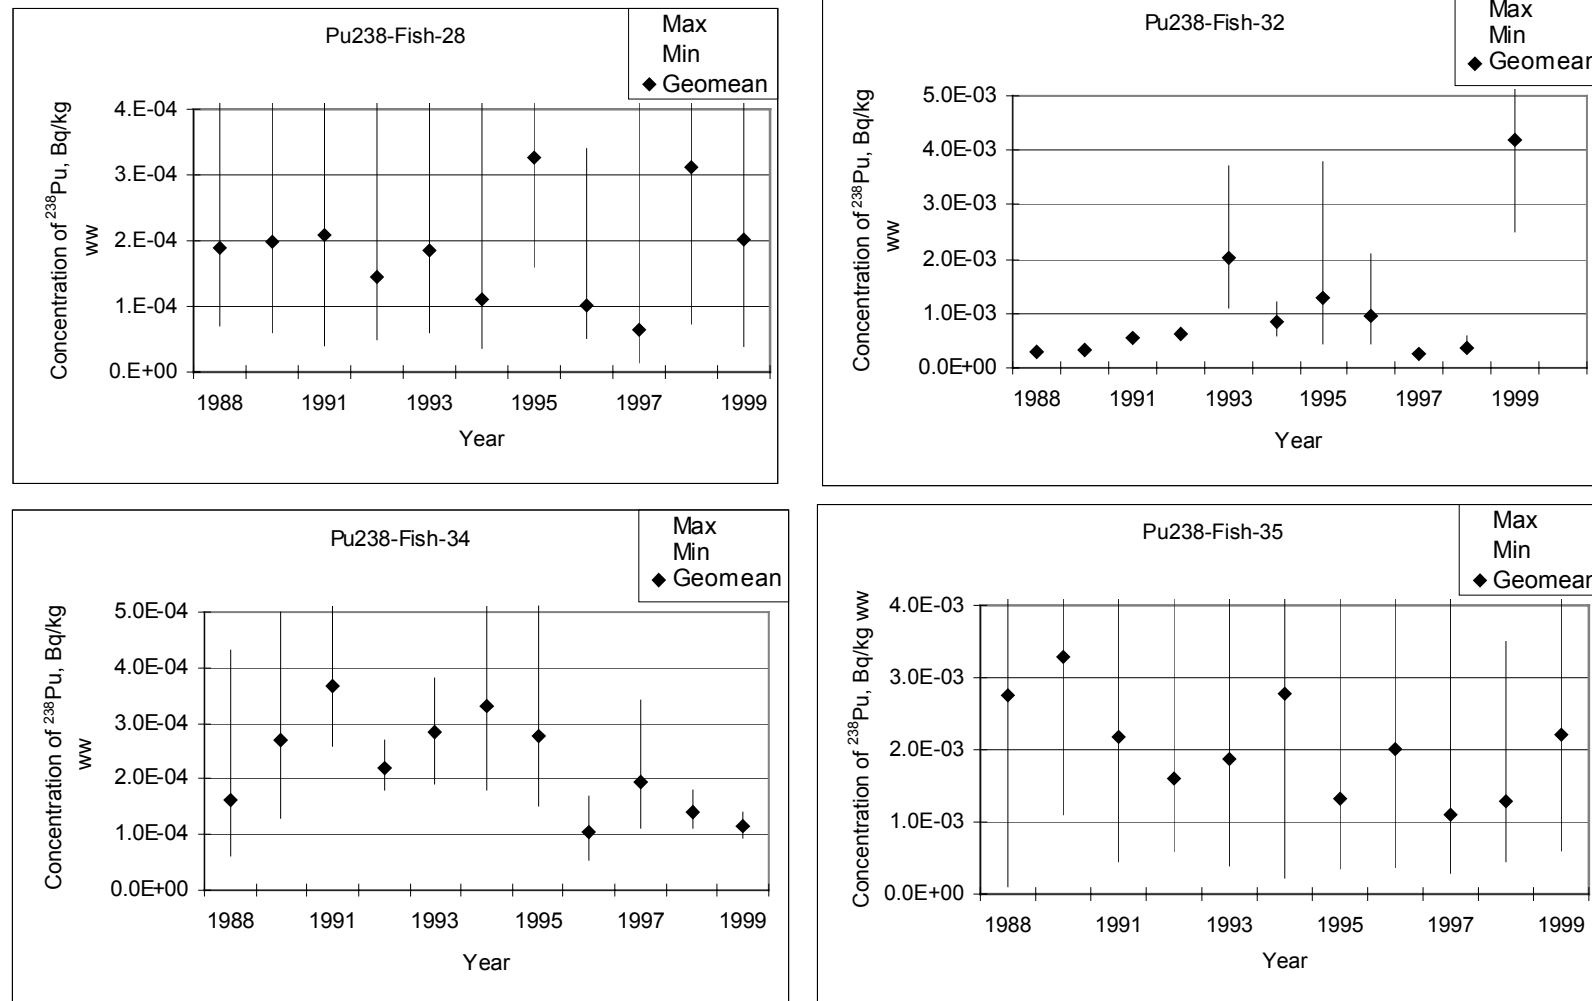 Pu238-Fish-28
Max
Min
Geomean
Concentration of ²³⁸Pu, Bq/kg
ww
4.E-04
3.E-04
2.E-04
1.E-04
0.E+00
1988 1991 1993 1995 1997 1999
Year
Pu238-Fish-32
Max
Min
Geomean
Concentration of ²³⁸Pu, Bq/kg
ww
5.0E-03
4.0E-03
3.0E-03
2.0E-03
1.0E-03
0.0E+00
1988 1991 1993 1995 1997 1999
Year
Pu238-Fish-34
Max
Min
Geomean
Concentration of ²³⁸Pu, Bq/kg
ww
5.0E-04
4.0E-04
3.0E-04
2.0E-04
1.0E-04
0.0E+00
1988 1991 1993 1995 1997 1999
Year
Pu238-Fish-35
Max
Min
Geomean
Concentration of ²³⁸Pu, Bq/kg ww
4.0E-03
3.0E-03
2.0E-03
1.0E-03
0.0E+00
1988 1991 1993 1995 1997 1999
Year